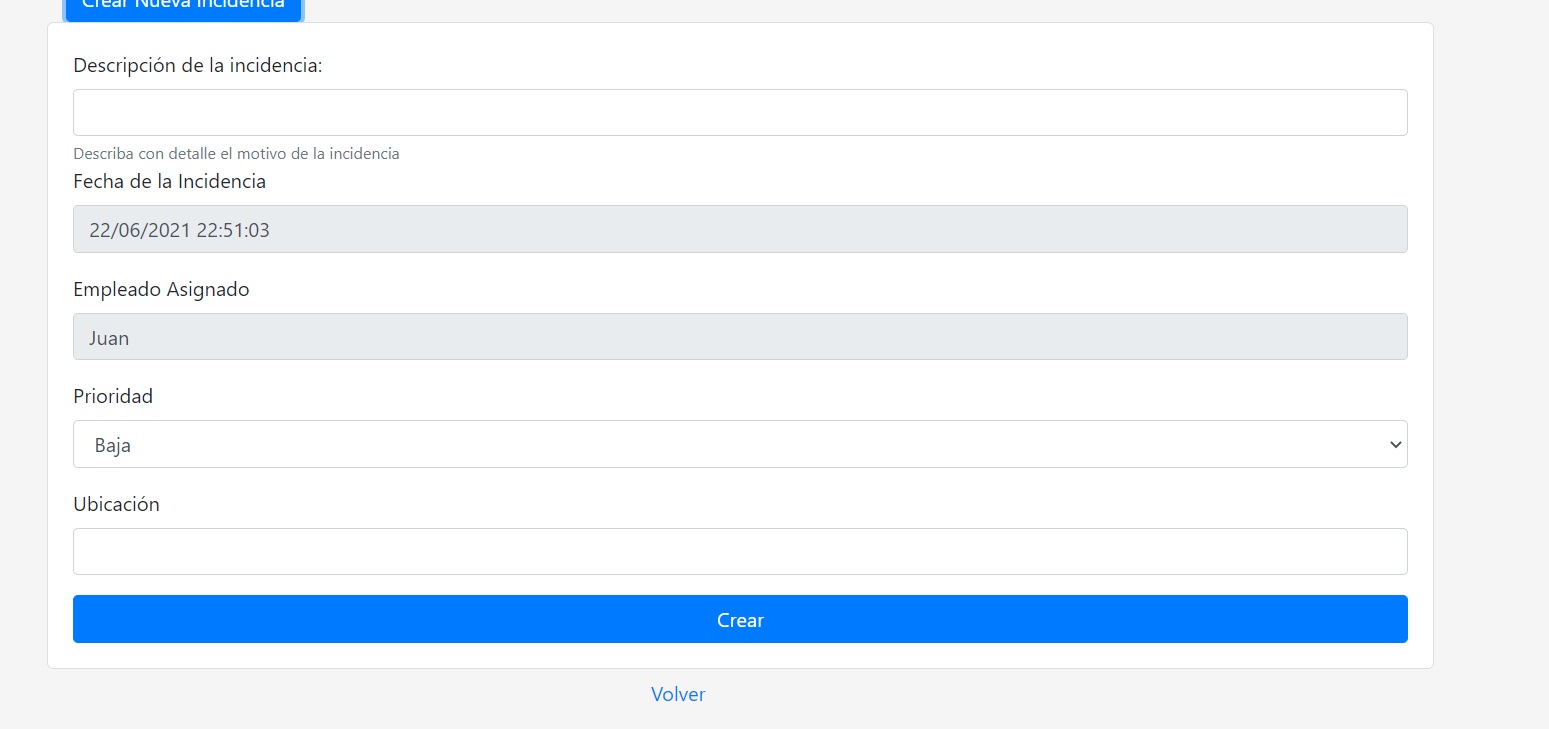 Crear Nueva Incidencia
Descripción de la incidencia:
Describa con detalle el motivo de la incidencia
Fecha de la Incidencia
22/06/2021 22:51:03
Empleado Asignado
Juan
Prioridad
Baja
Ubicación
Crear
Volver